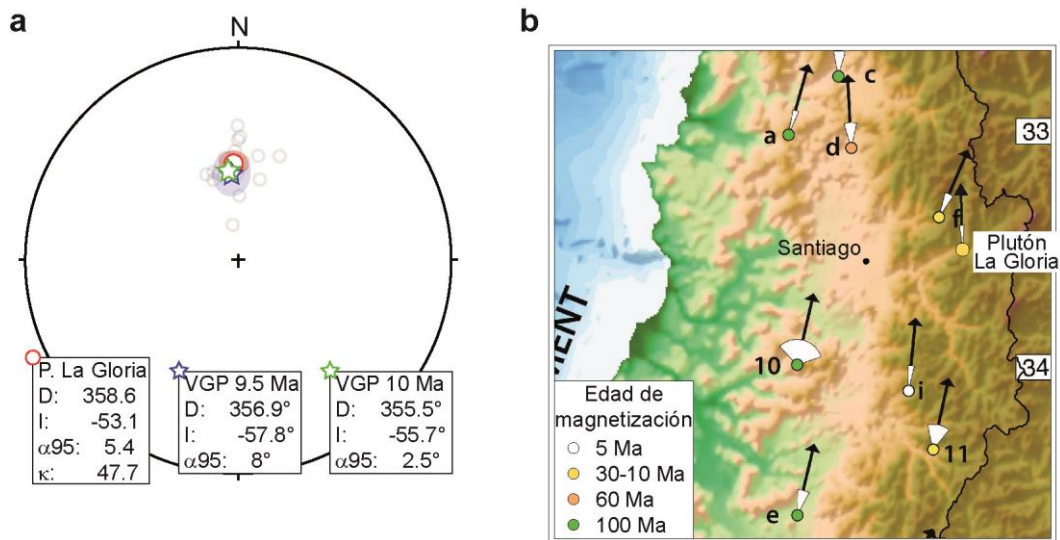 a
N
P. La Gloria
D: 358.6
I: -53.1
α95: 5.4
κ: 47.7
VGP 9.5 Ma
D: 356.9°
I: -57.8°
α95: 8°
VGP 10 Ma
D: 355.5°
I: -55.7°
α95: 2.5°
b
c
a
d
33
f
Plutón
La Gloria
Santiago
MENT
10
34
i
11
e
Edad de
magnetización
5 Ma
30-10 Ma
60 Ma
100 Ma